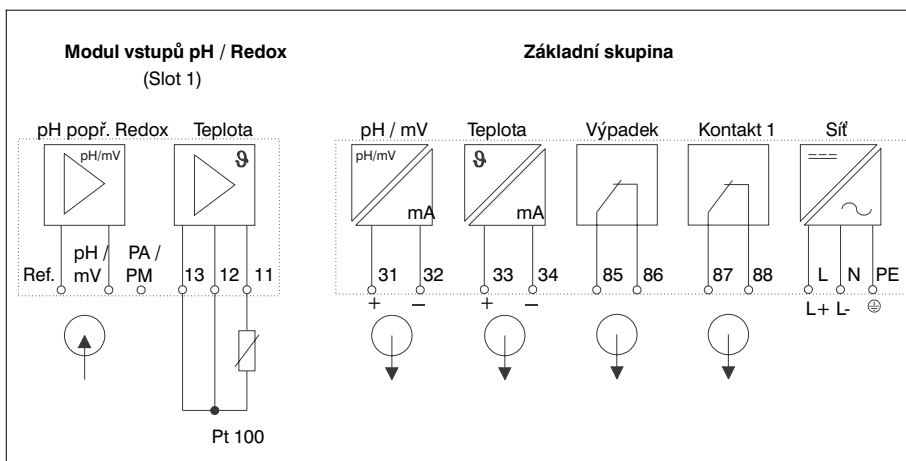 Modul vstupů pH / Redox
(Slot 1)
Základní skupina
pH popř. Redox Teplota
pH / mV Teplota Výpadek Kontakt 1 Síť
pH/mV ϑ
pH/mV mA ϑ mA
Ref. pH / mV PA / PM 13 12 11
31 32 33 34 85 86 87 88 L N PE
+ – + – L+ L-
Pt 100